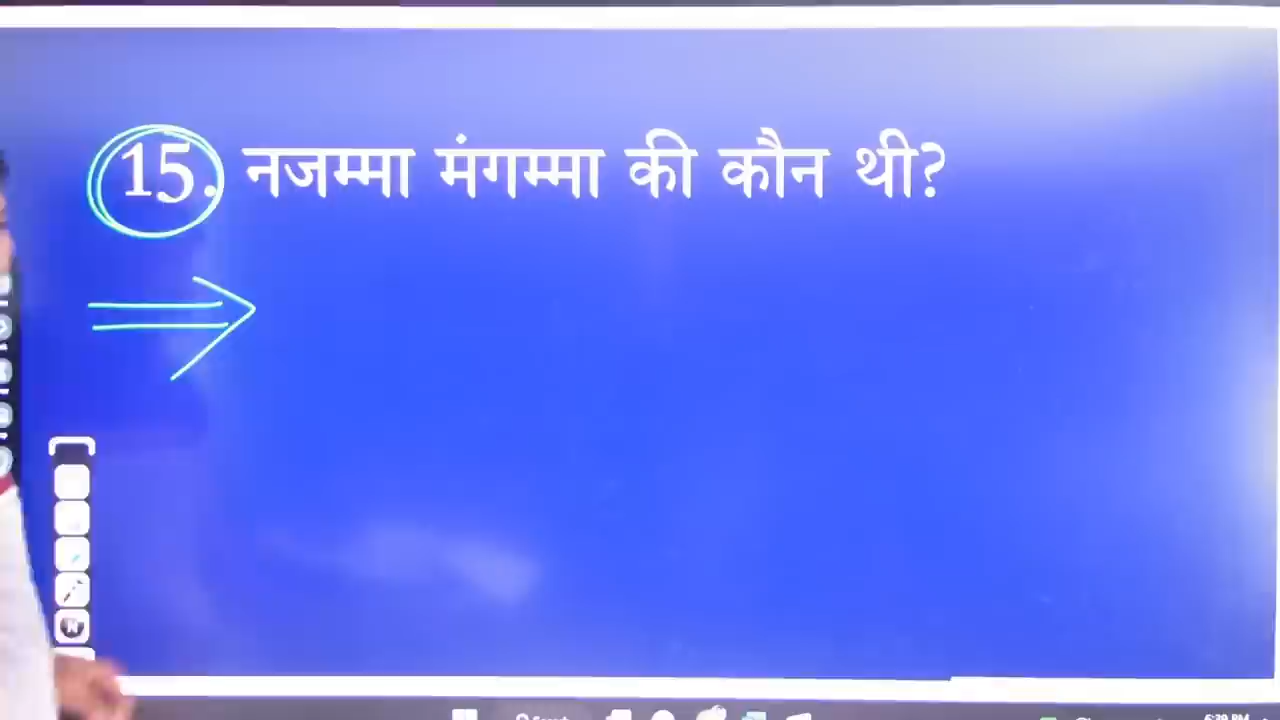 15. नजम्मा मंगम्मा की कौन थी?